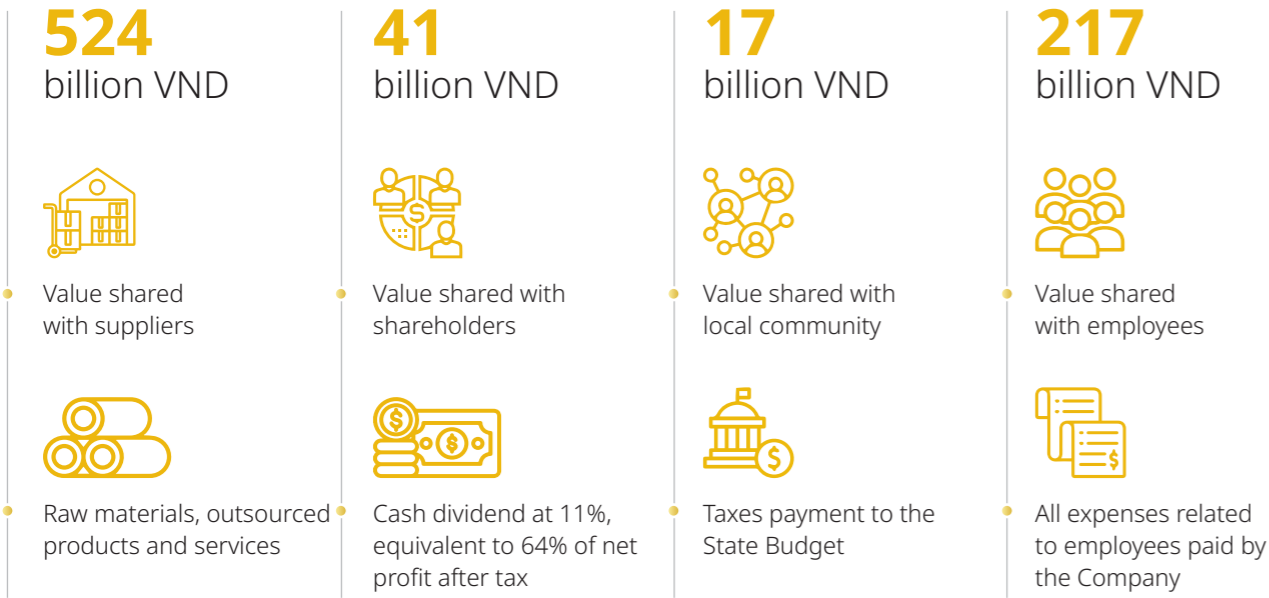 524
billion VND
Value shared
with suppliers
Raw materials, outsourced
products and services
41
billion VND
Value shared with
shareholders
Cash dividend at 11%,
equivalent to 64% of net
profit after tax
17
billion VND
Value shared with
local community
Taxes payment to the
State Budget
217
billion VND
Value shared
with employees
All expenses related
to employees paid by
the Company